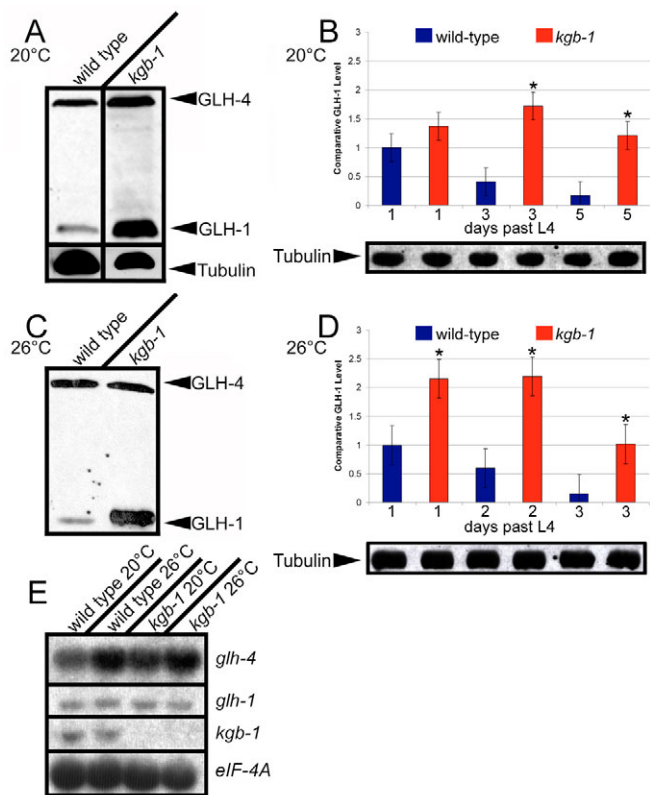 A
20°C
wild type
kgb-1
GLH-4
GLH-1
Tubulin
B
20°C
wild-type
kgb-1
Comparative GLH-1 Level
3
2.5
2
1.5
1
0.5
0
*
*
1 1 3 3 5 5
days past L4
Tubulin
C
26°C
wild type
kgb-1
GLH-4
GLH-1
D
26°C
wild-type
kgb-1
Comparative GLH-1 Level
3
2.5
2
1.5
1
0.5
0
*
*
*
1 1 2 2 3 3
days past L4
Tubulin
E
wild type 20°C
wild type 26°C
kgb-1 20°C
kgb-1 26°C
glh-4
glh-1
kgb-1
eIF-4A